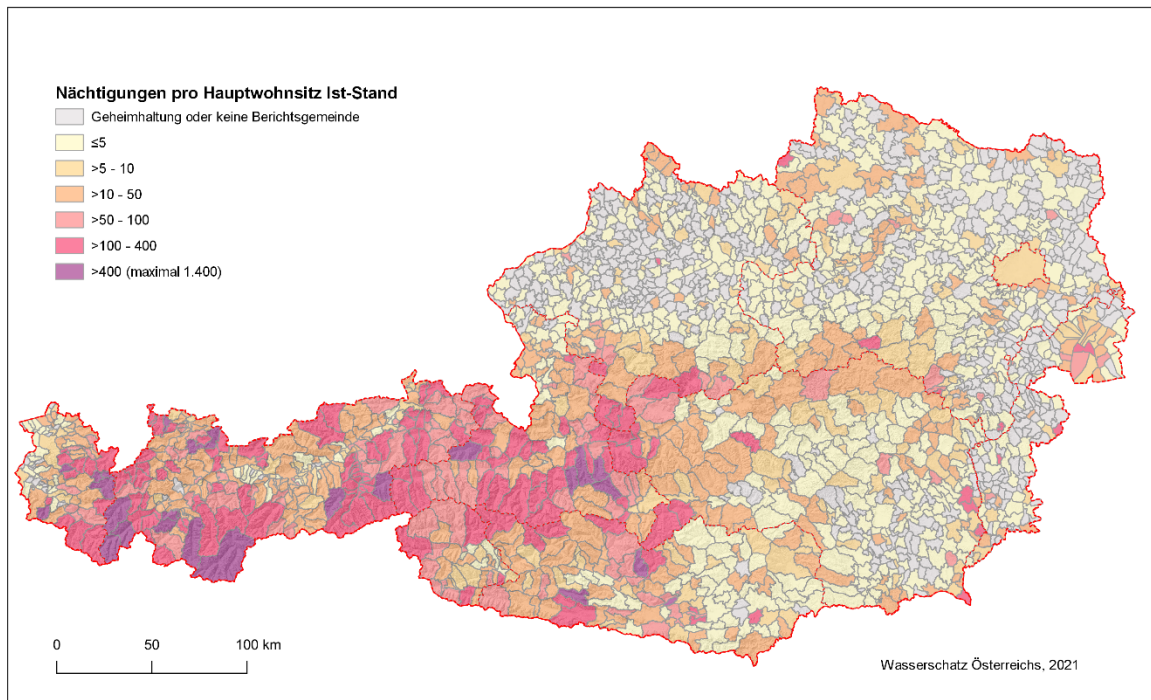 Nächtigungen pro Hauptwohnsitz Ist-Stand
Geheimhaltung oder keine Berichtsgemeinde
≤5
>5 - 10
>10 - 50
>50 - 100
>100 - 400
>400 (maximal 1.400)
0 50 100 km
Wasserschatz Österreichs, 2021